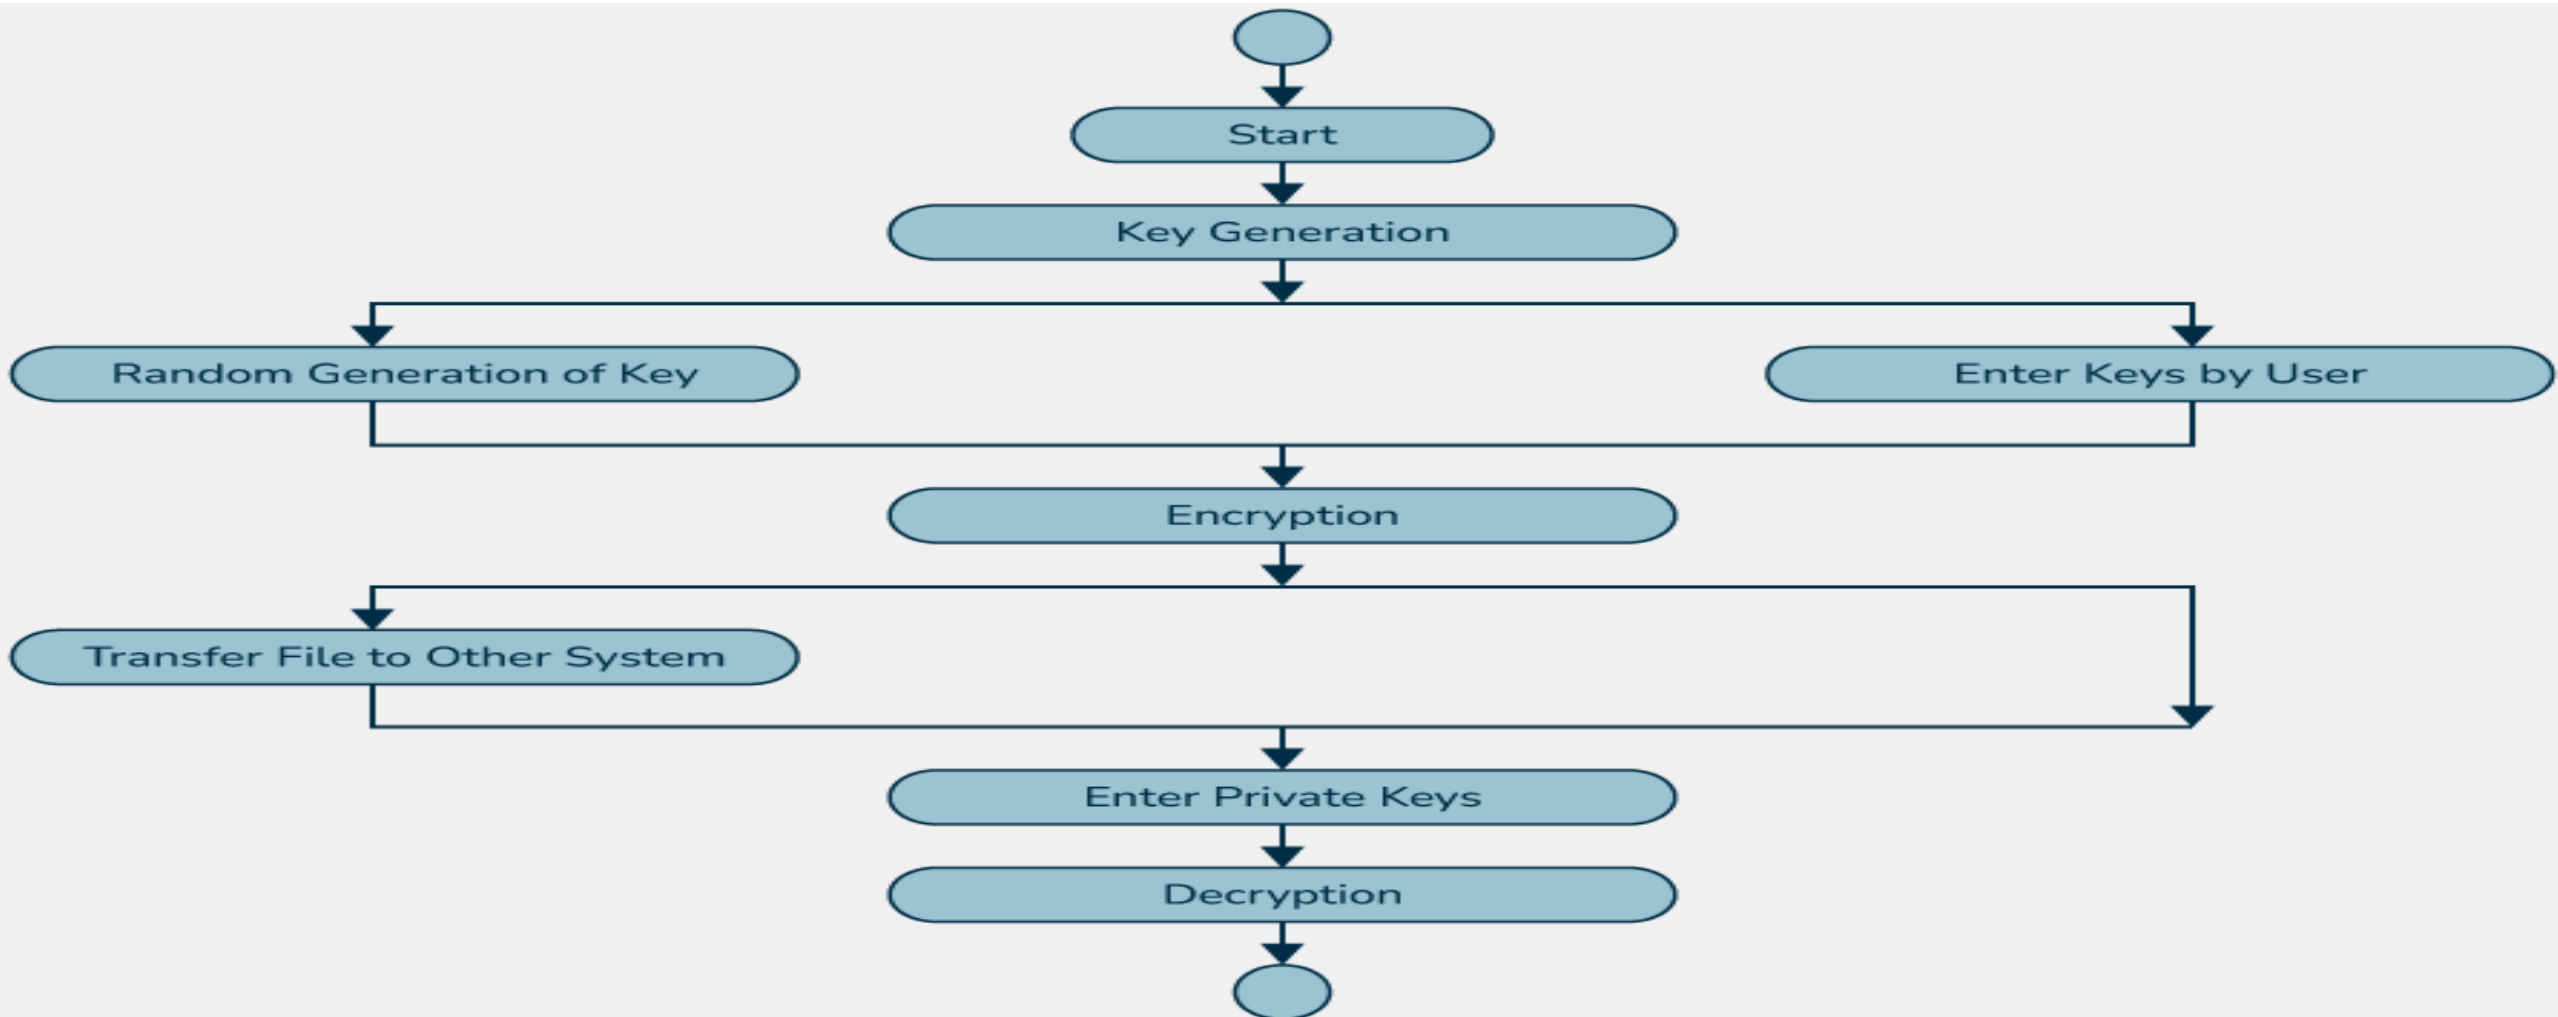 Start
Key Generation
Random Generation of Key
Enter Keys by User
Encryption
Transfer File to Other System
Enter Private Keys
Decryption